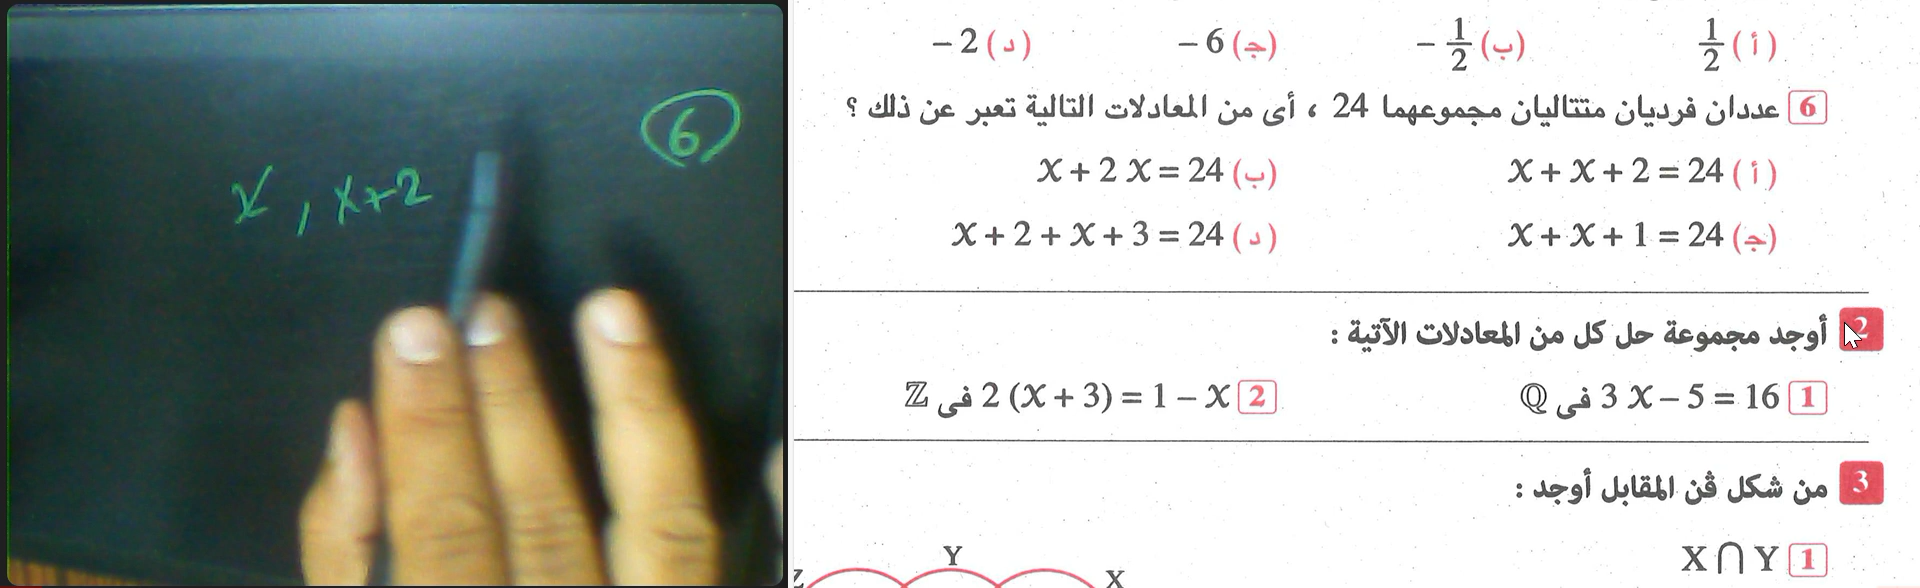 6
x , x+2
(أ) 1/2 (ب) - 1/2 (ج) - 6 (د) - 2
6 عددان فرديان متتاليان مجموعهما 24 ، أى من المعادلات التالية تعبر عن ذلك ؟
(أ) X + X + 2 = 24 (ب) X + 2 X = 24
(ج) X + X + 1 = 24 (د) X + 2 + X + 3 = 24
2 أوجد مجموعة حل كل من المعادلات الآتية :
1 3 X – 5 = 16 فى ℚ 2 2 (X + 3) = 1 – X فى ℤ
3 من شكل ڤن المقابل أوجد :
1 X ∩ Y
Z Y X